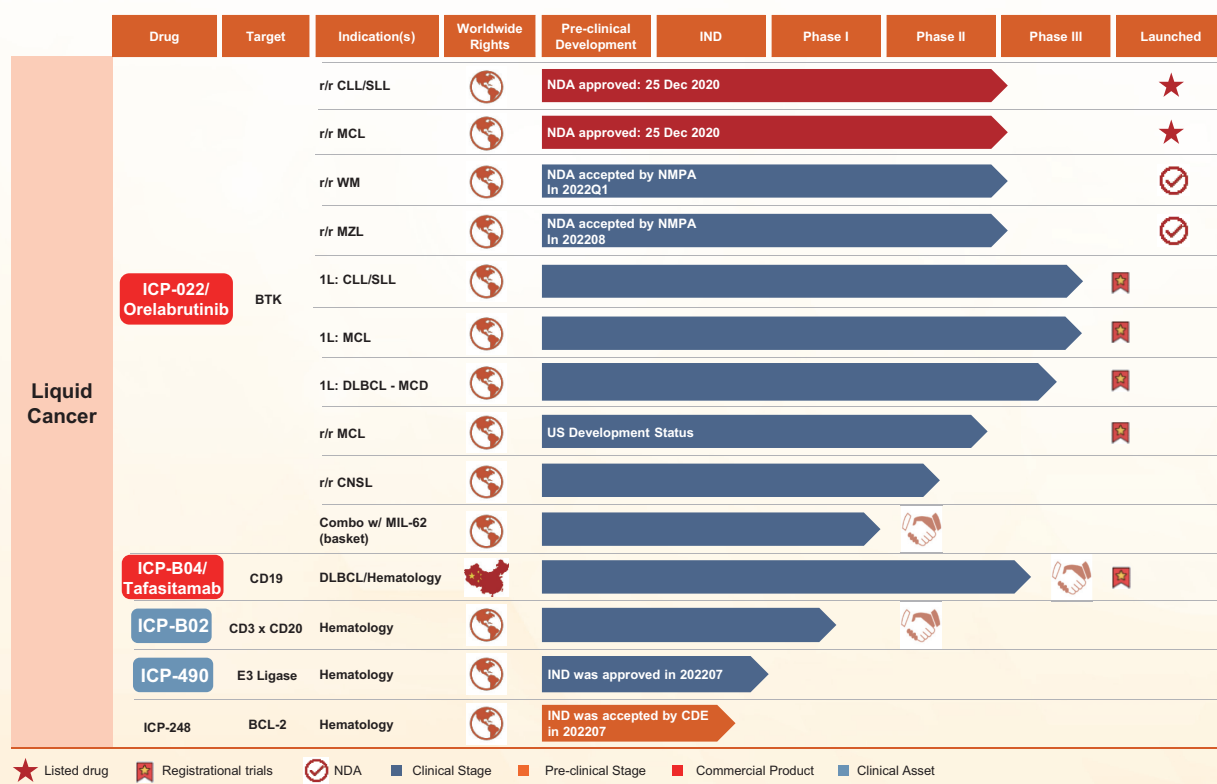 Drug
Target
Indication(s)
Worldwide
Rights
Pre-clinical
Development
IND
Phase I
Phase II
Phase III
Launched
Liquid
Cancer
ICP-022/
Orelabrutinib
BTK
r/r CLL/SLL
NDA approved: 25 Dec 2020
r/r MCL
NDA approved: 25 Dec 2020
r/r WM
NDA accepted by NMPA
In 2022Q1
r/r MZL
NDA accepted by NMPA
In 202208
1L: CLL/SLL
1L: MCL
1L: DLBCL - MCD
r/r MCL
US Development Status
r/r CNSL
Combo w/ MIL-62
(basket)
ICP-B04/
Tafasitamab
CD19
DLBCL/Hematology
ICP-B02
CD3 x CD20
Hematology
ICP-490
E3 Ligase
Hematology
IND was approved in 202207
ICP-248
BCL-2
Hematology
IND was accepted by CDE
in 202207
Listed drug
Registrational trials
NDA
Clinical Stage
Pre-clinical Stage
Commercial Product
Clinical Asset